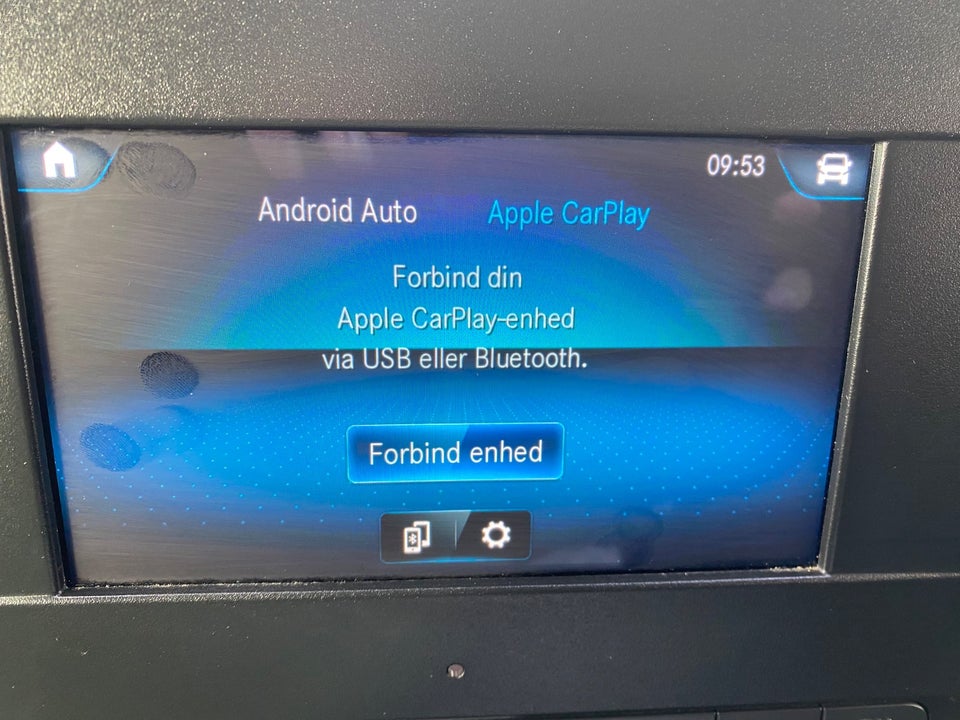 09:53
Android Auto
Apple CarPlay
Forbind din
Apple CarPlay-enhed
via USB eller Bluetooth.
Forbind enhed